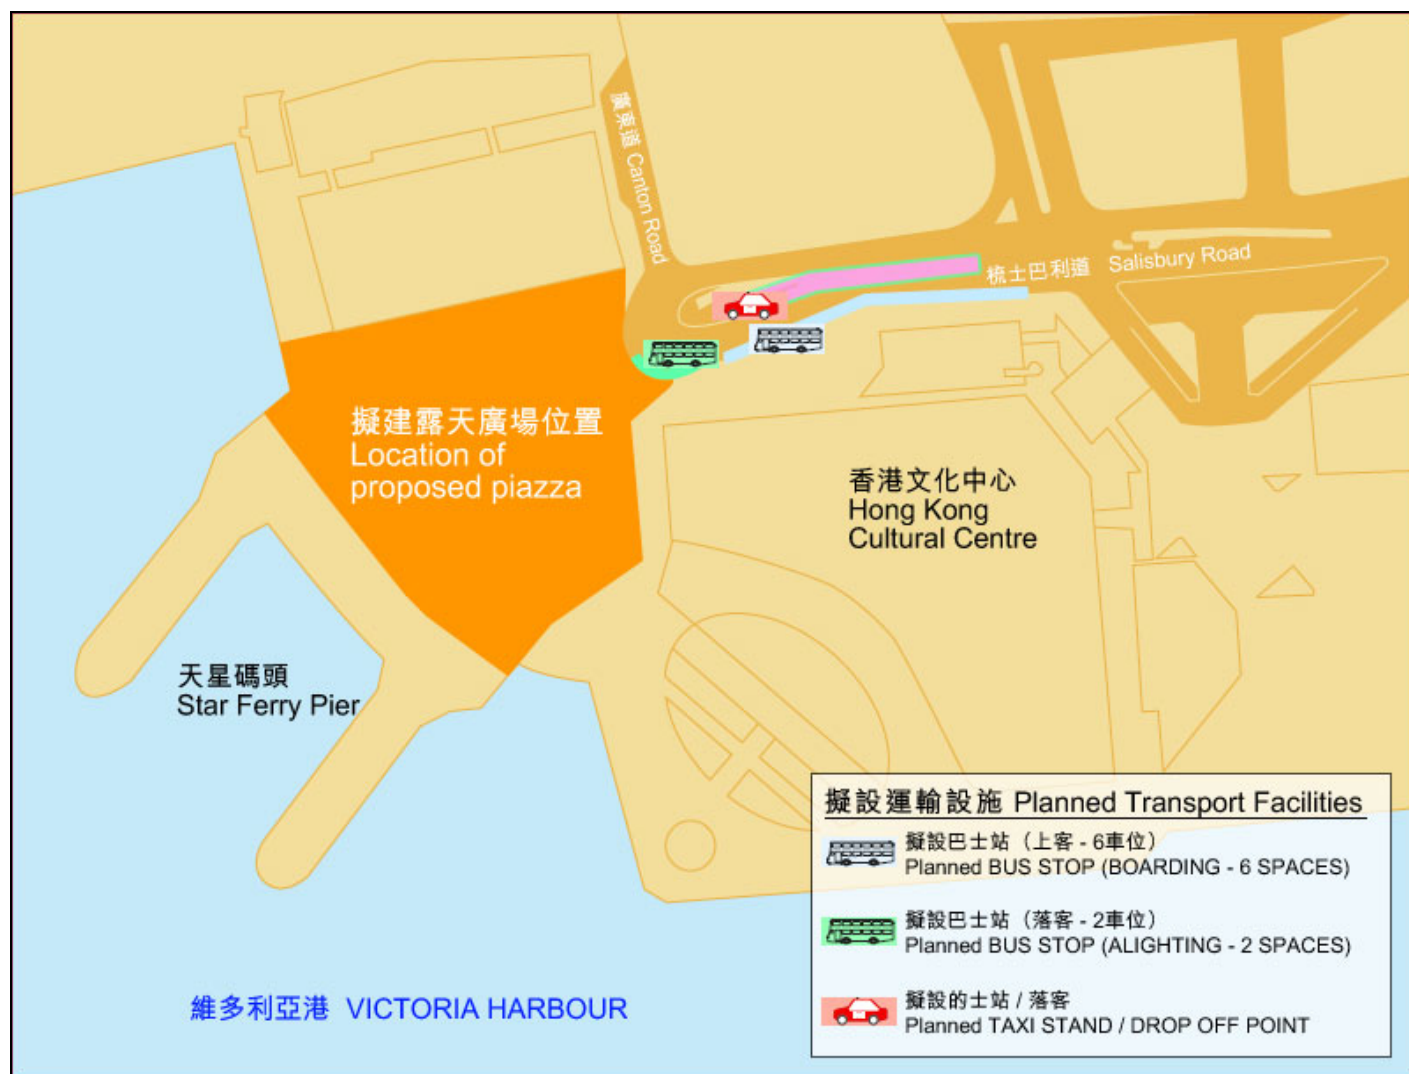 廣東道 Canton Road
梳士巴利道 Salisbury Road
擬建露天廣場位置
Location of
proposed piazza
香港文化中心
Hong Kong
Cultural Centre
天星碼頭
Star Ferry Pier
維多利亞港 VICTORIA HARBOUR
擬設運輸設施 Planned Transport Facilities
擬設巴士站（上客 - 6車位）
Planned BUS STOP (BOARDING - 6 SPACES)
擬設巴士站（落客 - 2車位）
Planned BUS STOP (ALIGHTING - 2 SPACES)
擬設的士站 / 落客
Planned TAXI STAND / DROP OFF POINT